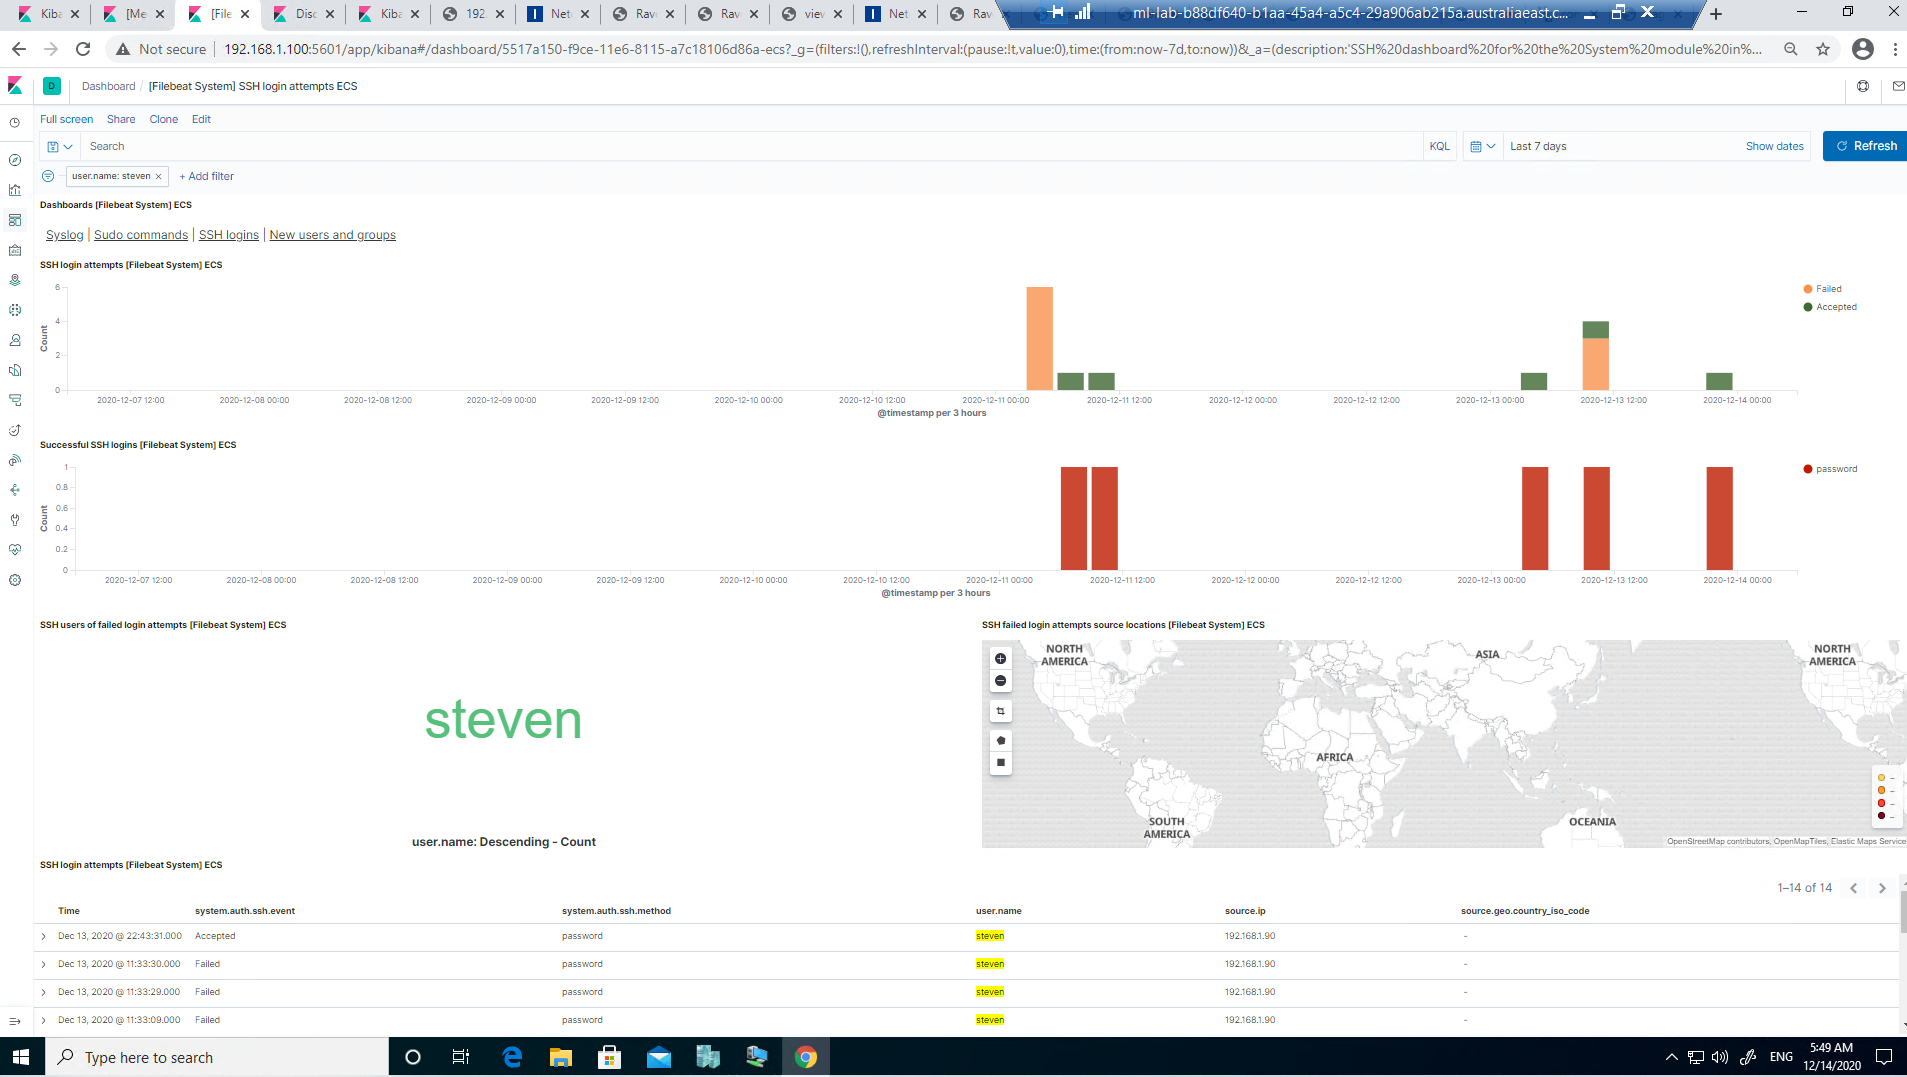 Kiba
[Me
[File
Disc
Kiba
192.
Net
Rav
Rav
view
Net
Rav
ml-lab-b88df640-b1aa-45a4-a5c4-29a906ab215a.australiaeast.c...
Not secure | 192.168.1.100:5601/app/kibana#/dashboard/5517a150-f9ce-11e6-8115-a7c18106d86a-ecs?_g=(filters:!(),refreshInterval:(pause:!t,value:0),time:(from:now-7d,to:now))&_a=(description:'SSH%20dashboard%20for%20the%20System%20module%20in%...
D Dashboard / [Filebeat System] SSH login attempts ECS
Full screen Share Clone Edit
Search KQL Last 7 days Show dates Refresh
user.name: steven × + Add filter
Dashboards [Filebeat System] ECS
Syslog | Sudo commands | SSH logins | New users and groups
SSH login attempts [Filebeat System] ECS
6
4
2
0
Count
2020-12-07 12:00 2020-12-08 00:00 2020-12-08 12:00 2020-12-09 00:00 2020-12-09 12:00 2020-12-10 00:00 2020-12-10 12:00 2020-12-11 00:00 2020-12-11 12:00 2020-12-12 00:00 2020-12-12 12:00 2020-12-13 00:00 2020-12-13 12:00 2020-12-14 00:00
@timestamp per 3 hours
Failed
Accepted
Successful SSH logins [Filebeat System] ECS
1
0.8
0.6
0.4
0.2
0
Count
2020-12-07 12:00 2020-12-08 00:00 2020-12-08 12:00 2020-12-09 00:00 2020-12-09 12:00 2020-12-10 00:00 2020-12-10 12:00 2020-12-11 00:00 2020-12-11 12:00 2020-12-12 00:00 2020-12-12 12:00 2020-12-13 00:00 2020-12-13 12:00 2020-12-14 00:00
@timestamp per 3 hours
password
SSH users of failed login attempts [Filebeat System] ECS
steven
user.name: Descending - Count
SSH failed login attempts source locations [Filebeat System] ECS
NORTH
AMERICA
ASIA
NORTH
AMERICA
AFRICA
SOUTH
AMERICA
OCEANIA
OpenStreetMap contributors, OpenMapTiles, Elastic Maps Service
SSH login attempts [Filebeat System] ECS
1–14 of 14
Time system.auth.ssh.event system.auth.ssh.method user.name source.ip source.geo.country_iso_code
Dec 13, 2020 @ 22:43:31.000 Accepted password steven 192.168.1.90 -
Dec 13, 2020 @ 11:33:30.000 Failed password steven 192.168.1.90 -
Dec 13, 2020 @ 11:33:29.000 Failed password steven 192.168.1.90 -
Dec 13, 2020 @ 11:33:09.000 Failed password steven 192.168.1.90 -
Type here to search
ENG
5:49 AM
12/14/2020